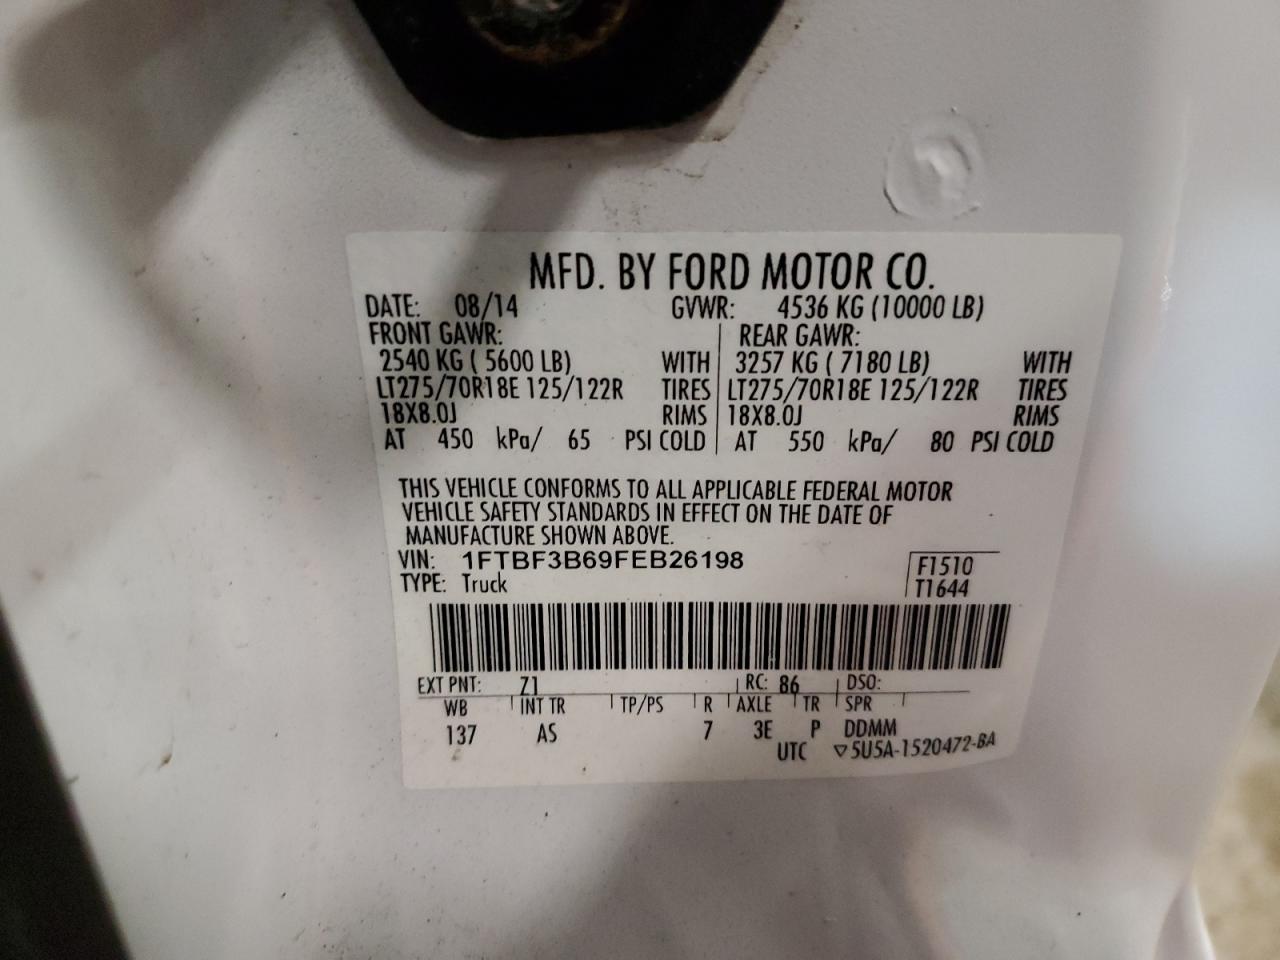 MFD. BY FORD MOTOR CO.
DATE: 08/14 GVWR: 4536 KG (10000 LB)
FRONT GAWR: REAR GAWR:
2540 KG ( 5600 LB) WITH 3257 KG ( 7180 LB) WITH
LT275/70R18E 125/122R TIRES LT275/70R18E 125/122R TIRES
18X8.0J RIMS 18X8.0J RIMS
AT 450 kPa/ 65 PSI COLD AT 550 kPa/ 80 PSI COLD
THIS VEHICLE CONFORMS TO ALL APPLICABLE FEDERAL MOTOR
VEHICLE SAFETY STANDARDS IN EFFECT ON THE DATE OF
MANUFACTURE SHOWN ABOVE.
VIN: 1FTBF3B69FEB26198 F1510
TYPE: Truck T1644
EXT PNT: Z1 RC: 86 DSO:
WB INT TR TP/PS R AXLE TR SPR
137 AS 7 3E P DDMM
UTC ▽5U5A-1520472-BA